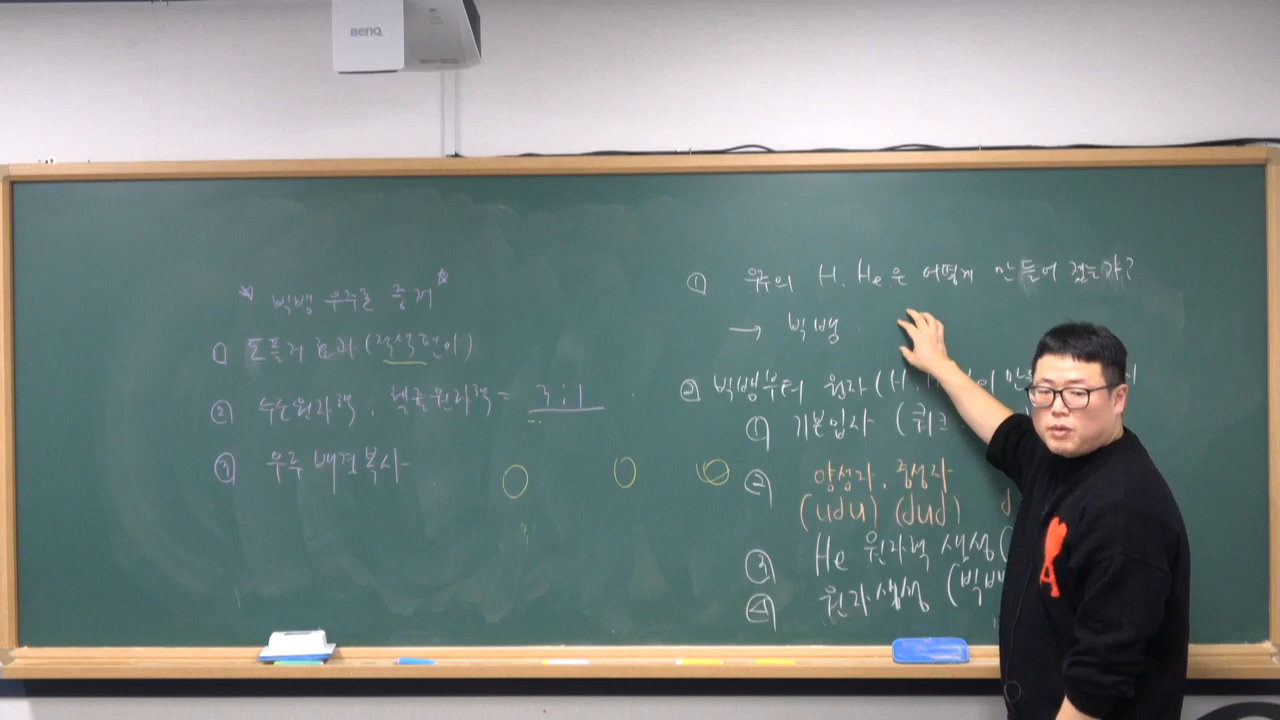 BenQ
* 빅뱅 우주론 증거 *
① 도플러 효과 (적색편이)
② 수소원자핵, 헬륨원자핵 = 3:1
③ 우주배경복사
① 우주의 H, He은 어떻게 만들어 졌는가?
→ 빅뱅
② 빅뱅부터 원자 (H,
① 기본입자 (쿼크
② 양성자, 중성자
(udu) (dud) d
③ He 원자핵 생성 (
④ 원자생성 (빅뱅
A